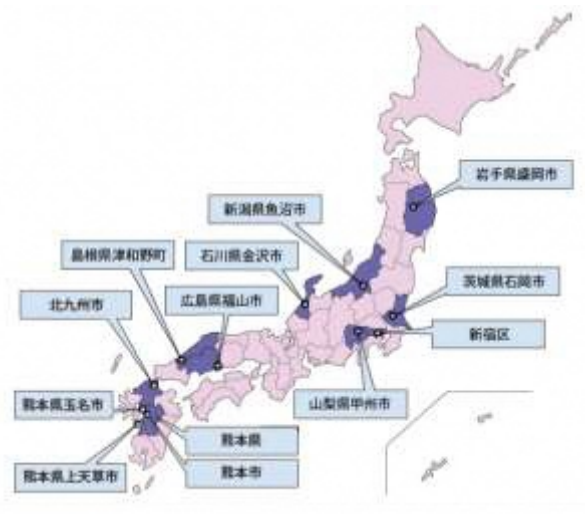 岩手県盛岡市
新潟県魚沼市
島根県津和野町
石川県金沢市
茨城県石岡市
北九州市
広島県福山市
新宿区
熊本県玉名市
山梨県甲州市
熊本県
熊本県上天草市
熊本市